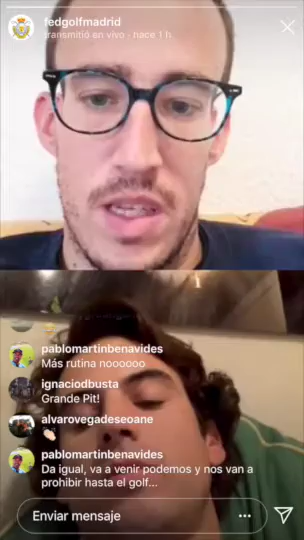 fedgolfmadrid
transmitió en vivo · hace 1 h
pablomartinbenavides
Más rutina noooooo
ignaciodbusta
Grande Pit!
alvarovegadeseoane
👏🏻
pablomartinbenavides
Da igual, va a venir podemos y nos van a
prohibir hasta el golf...
Enviar mensaje